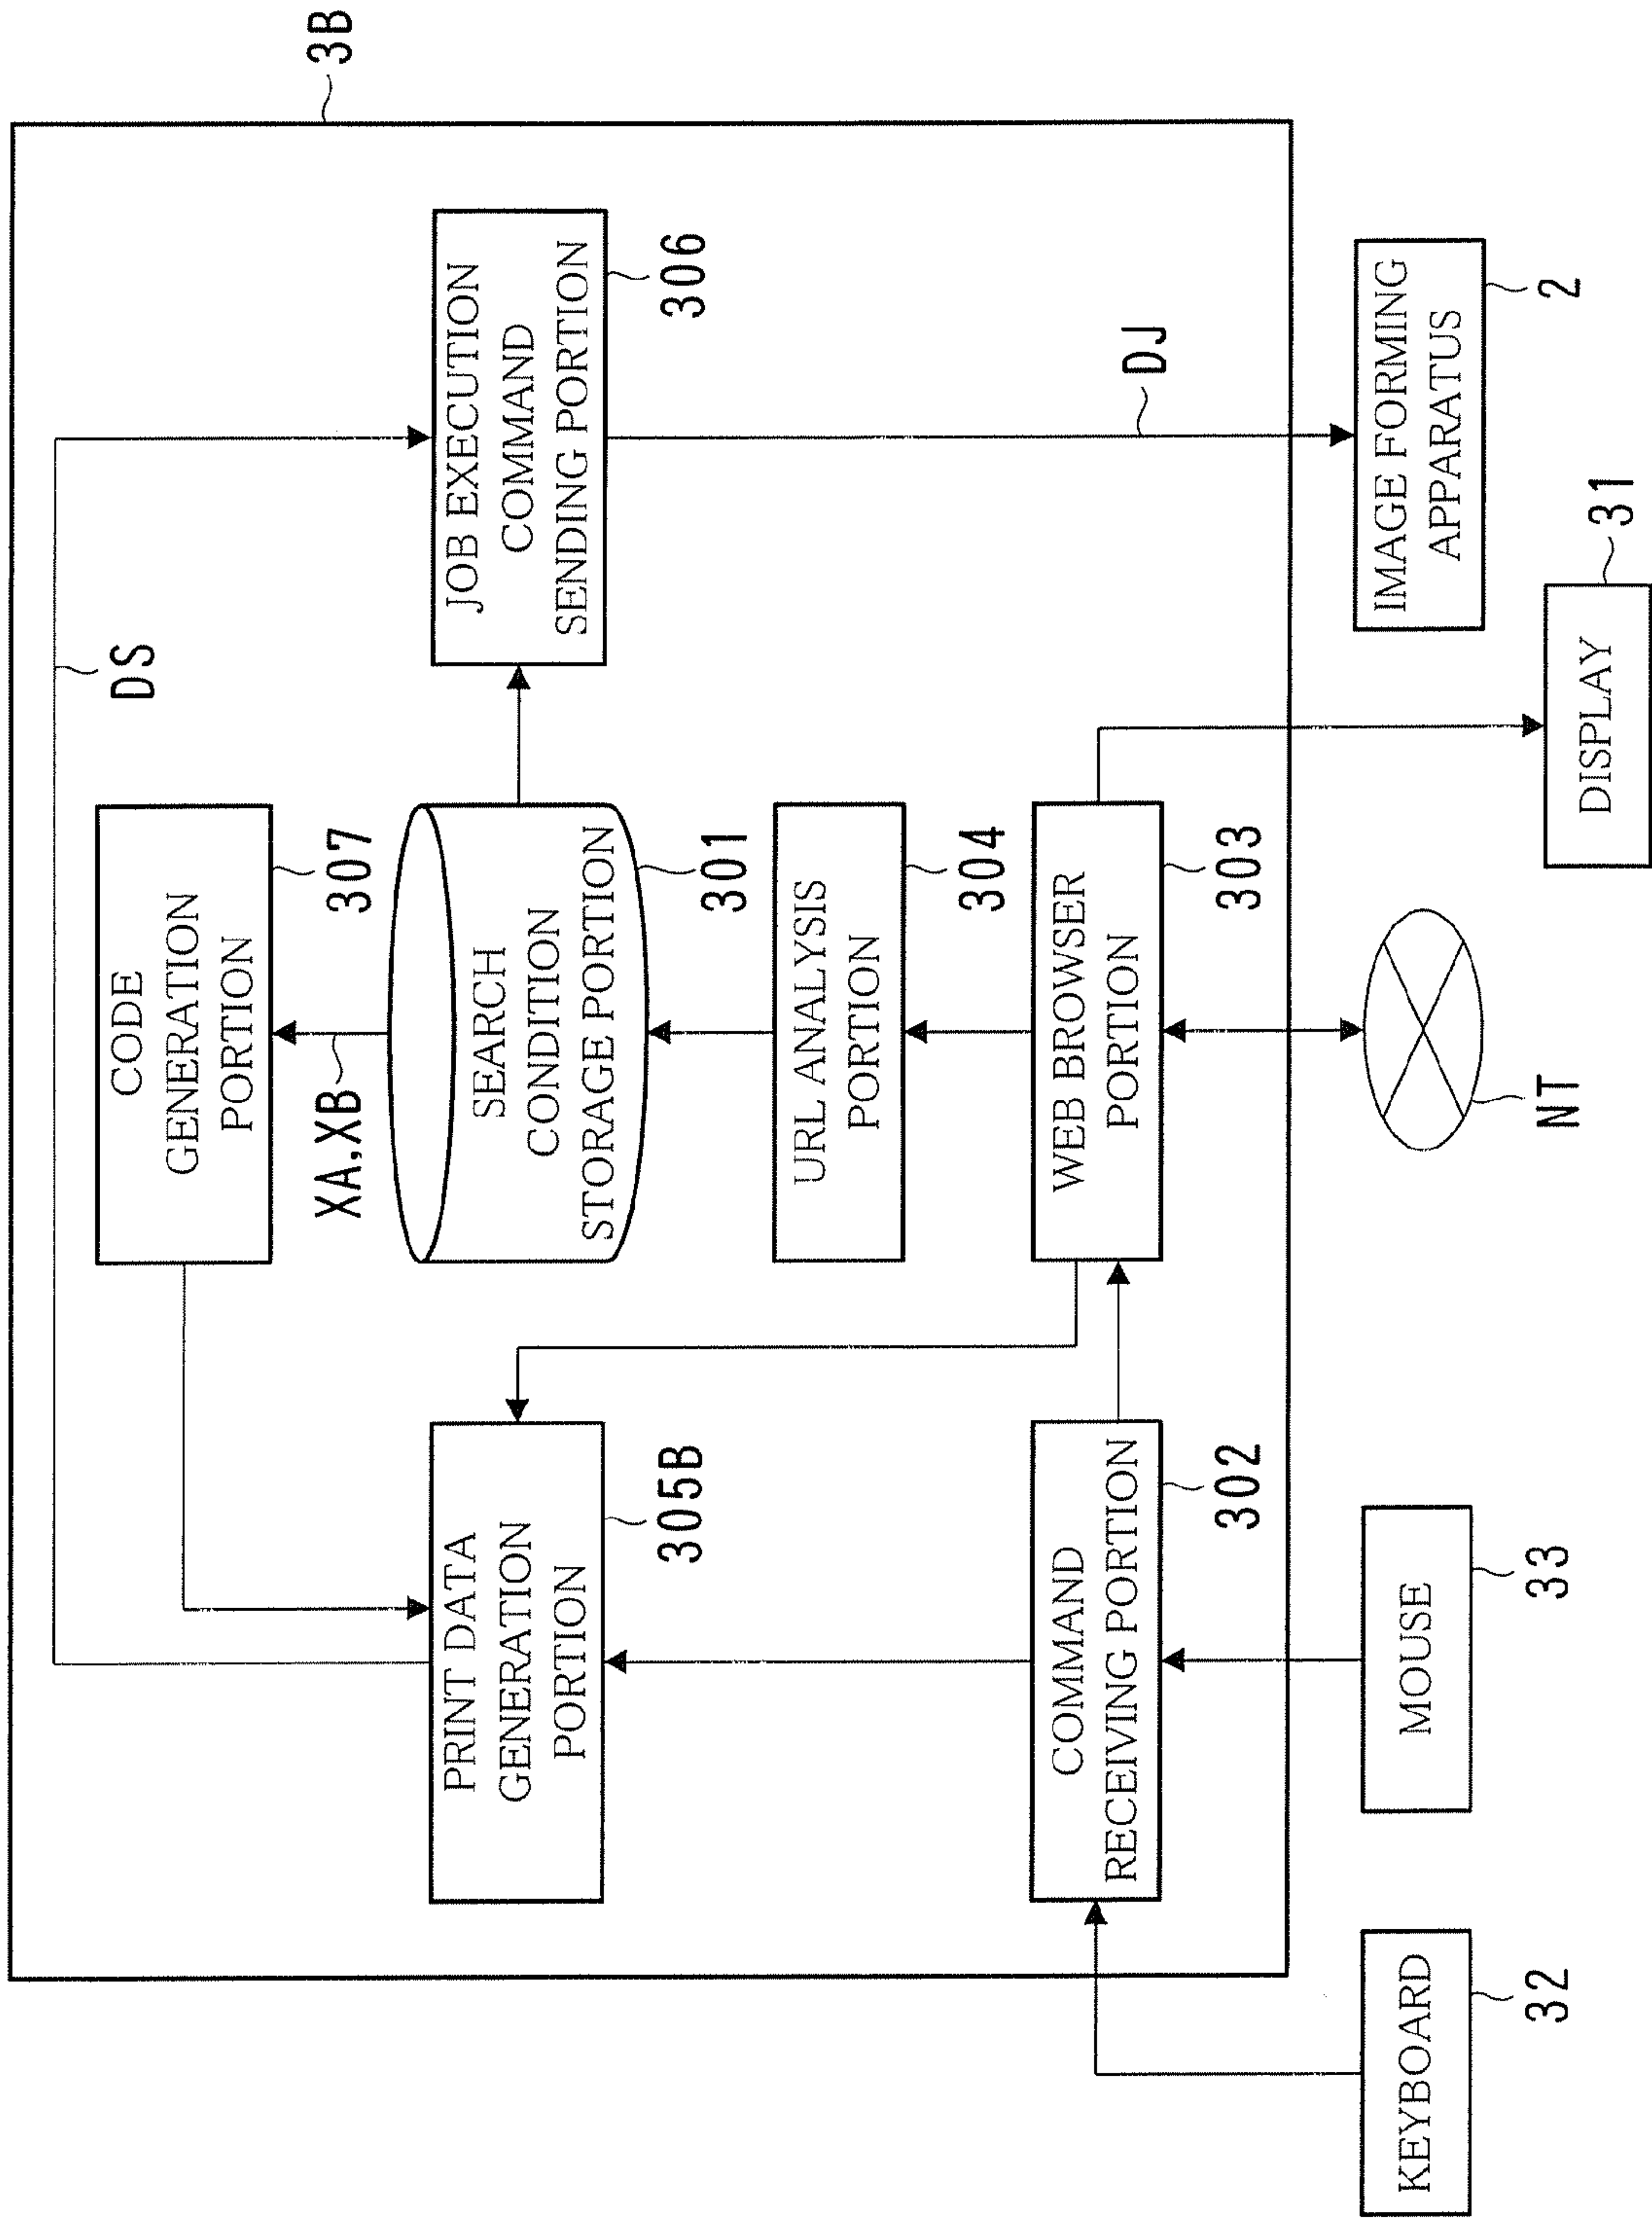 3B
DS
CODE
GENERATION
PORTION
307
XA,XB
PRINT DATA
GENERATION
PORTION
305B
SEARCH
CONDITION
STORAGE PORTION
301
JOB EXECUTION
COMMAND
SENDING PORTION
306
URL ANALYSIS
PORTION
304
COMMAND
RECEIVING PORTION
302
WEB BROWSER
PORTION
303
DJ
KEYBOARD
32
MOUSE
33
NT
DISPLAY
31
IMAGE FORMING
APPARATUS
2